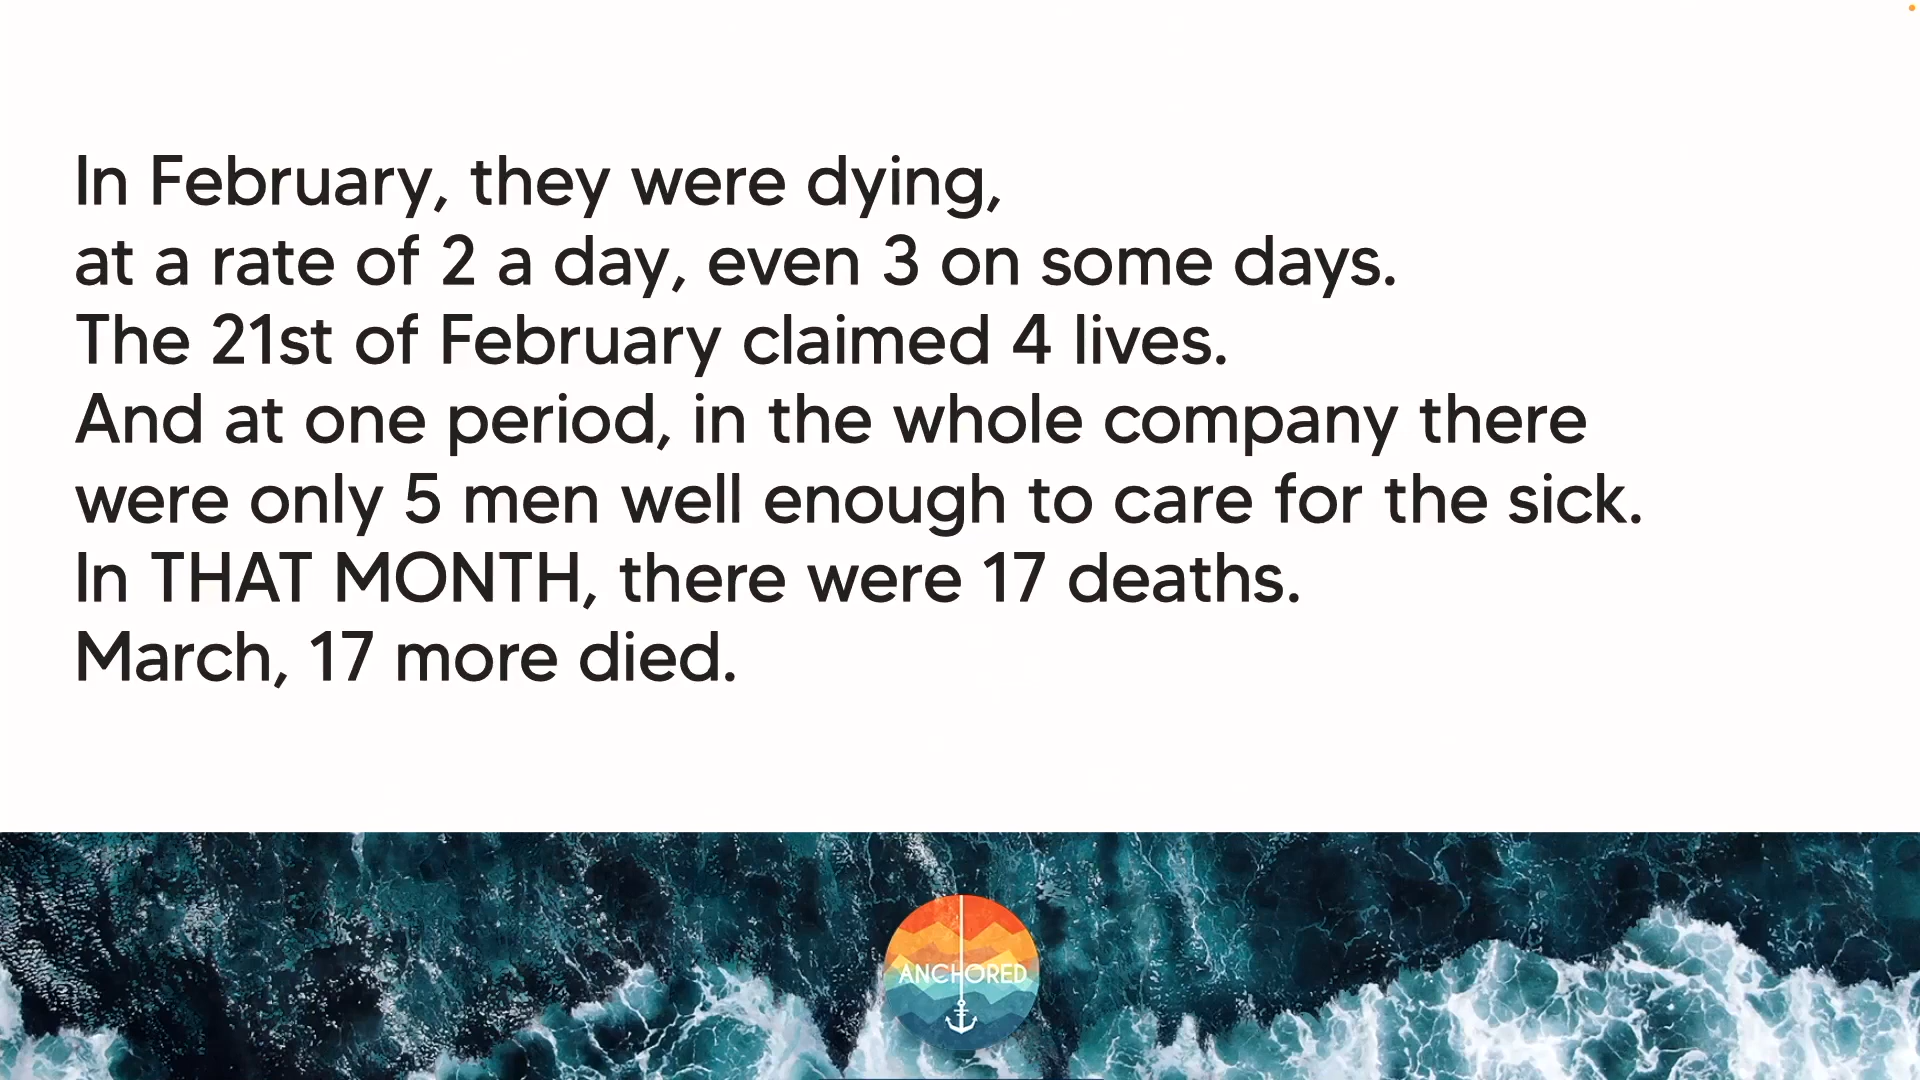 In February, they were dying,
at a rate of 2 a day, even 3 on some days.
The 21st of February claimed 4 lives.
And at one period, in the whole company there
were only 5 men well enough to care for the sick.
In THAT MONTH, there were 17 deaths.
March, 17 more died.
ANCHORED